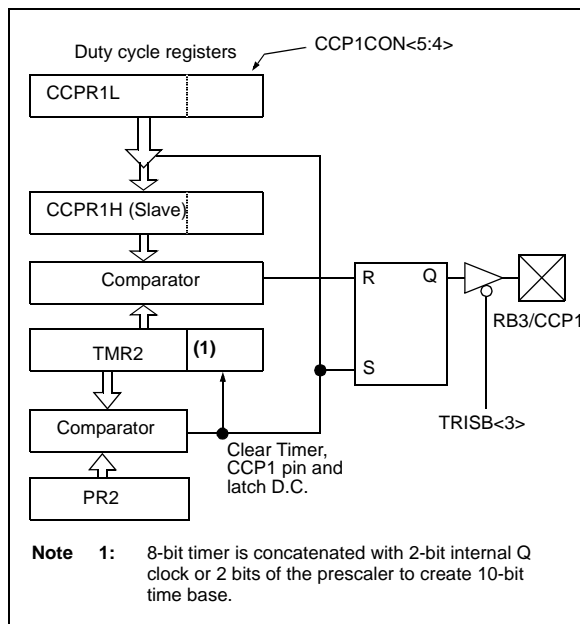 Duty cycle registers
CCP1CON<5:4>
CCPR1L
CCPR1H (Slave)
Comparator
R
Q
RB3/CCP1
TMR2
(1)
S
TRISB<3>
Comparator
Clear Timer,
CCP1 pin and
latch D.C.
PR2
Note 1: 8-bit timer is concatenated with 2-bit internal Q
clock or 2 bits of the prescaler to create 10-bit
time base.